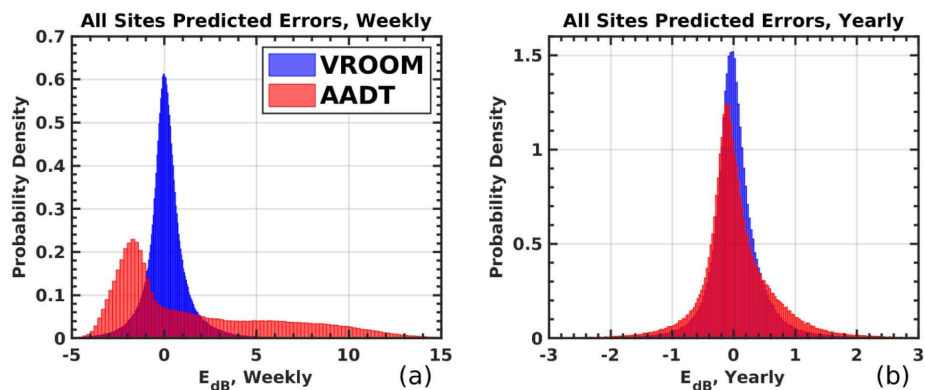 All Sites Predicted Errors, Weekly
0.7
0.6
0.5
0.4
0.3
0.2
0.1
0
Probability Density
VROOM
AADT
-5 0 5 10 15
E_dB, Weekly
(a)
All Sites Predicted Errors, Yearly
1.5
1
0.5
0
Probability Density
-3 -2 -1 0 1 2 3
E_dB, Yearly
(b)